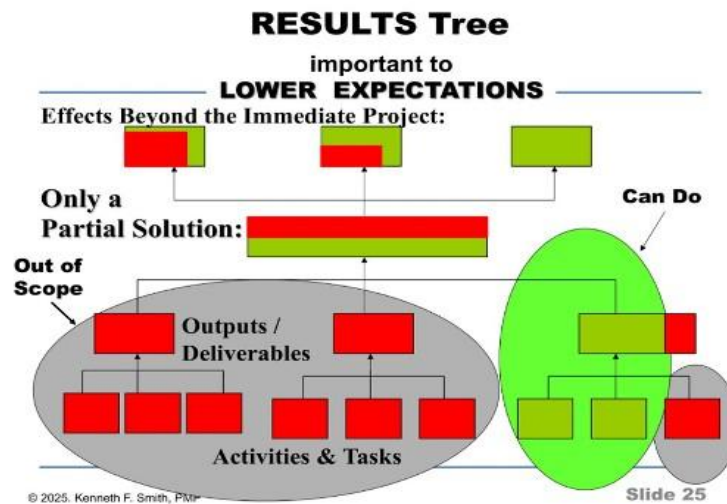 RESULTS Tree
important to
LOWER EXPECTATIONS
Effects Beyond the Immediate Project:
Only a
Partial Solution:
Can Do
Out of
Scope
Outputs /
Deliverables
Activities & Tasks
© 2025. Kenneth F. Smith, PMP
Slide 25